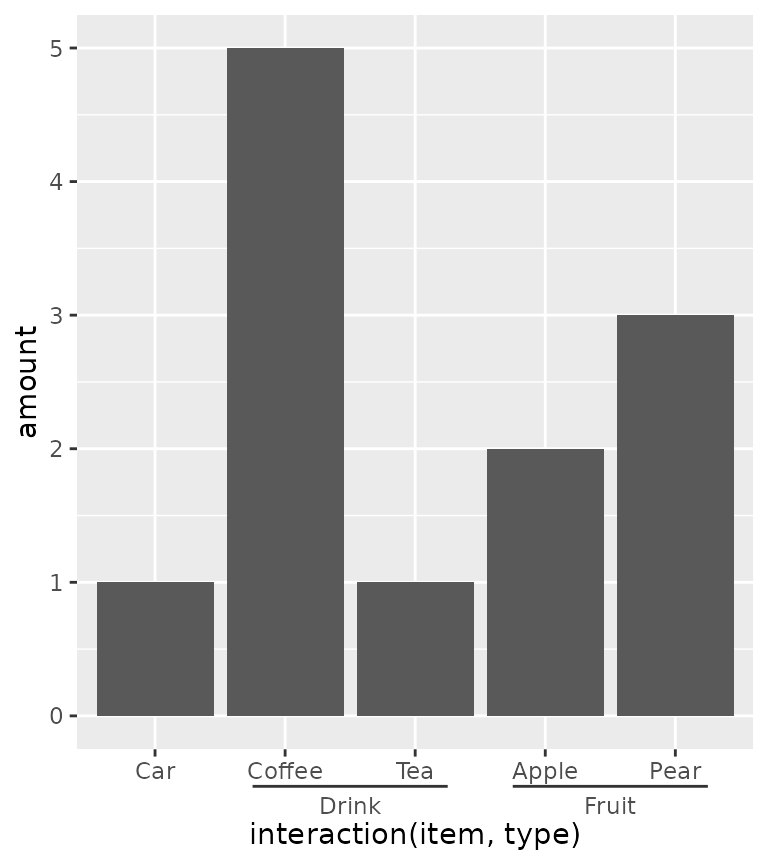 amount
5
4
3
2
1
0
Car Coffee Tea Apple Pear
Drink Fruit
interaction(item, type)